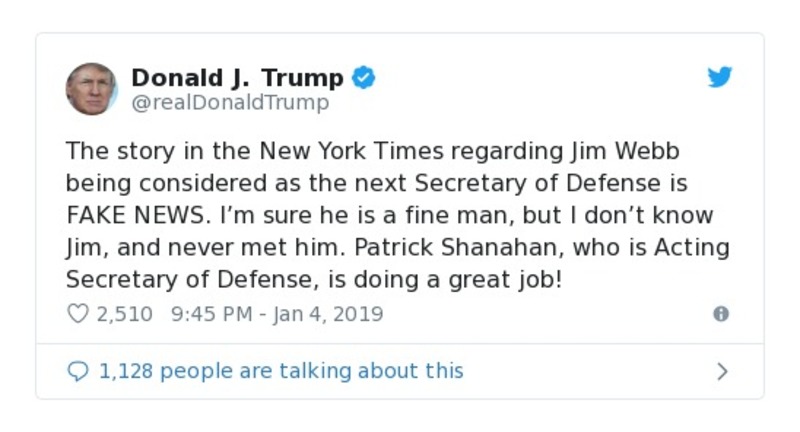 Donald J. Trump
@realDonaldTrump
The story in the New York Times regarding Jim Webb
being considered as the next Secretary of Defense is
FAKE NEWS. I’m sure he is a fine man, but I don’t know
Jim, and never met him. Patrick Shanahan, who is Acting
Secretary of Defense, is doing a great job!
2,510 9:45 PM - Jan 4, 2019
1,128 people are talking about this